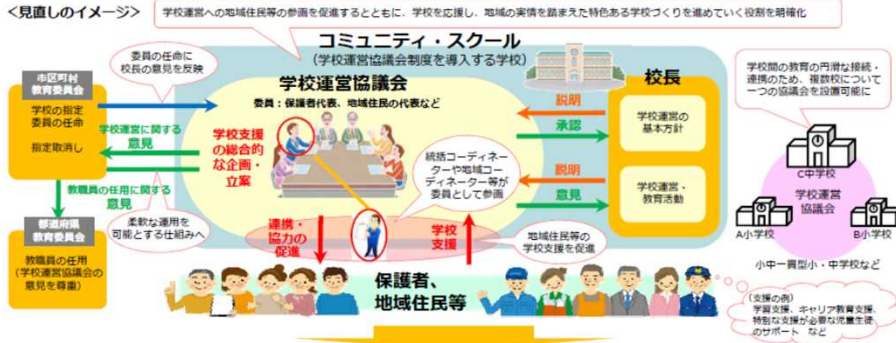 ＜見直しのイメージ＞
学校運営への地域住民等の参画を促進するとともに、学校を応援し、地域の実情を踏まえた特色ある学校づくりを進めていく役割を明確化
コミュニティ・スクール
（学校運営協議会制度を導入する学校）
委員の任命に
校長の意見を反映
市区町村
教育委員会
学校の指定
委員の任命
指定取消し
学校運営に関する
意見
教職員の任用に関する
意見
都道府県
教育委員会
教職員の任用
（学校運営協議会の
意見を尊重）
柔軟な運用を
可能とする仕組みへ
学校運営協議会
委員：保護者代表、地域住民の代表など
学校支援
の総合的
な企画・
立案
統括コーディネー
ターや地域コー
ディネーター等が
委員として参画
連携・
協力の
促進
学校
支援
地域住民等の
学校支援を促進
保護者、
地域住民等
説明
承認
説明
意見
校長
学校運営の
基本方針
学校運営・
教育活動
学校間の教育の円滑な接続・
連携のため、複数校について
一つの協議会を設置可能に
C中学校
学校運営
協議会
A小学校
B小学校
小中一貫型小・中学校など
（支援の例）
学習支援、キャリア教育支援、
特別な支援が必要な児童生徒
のサポート　など